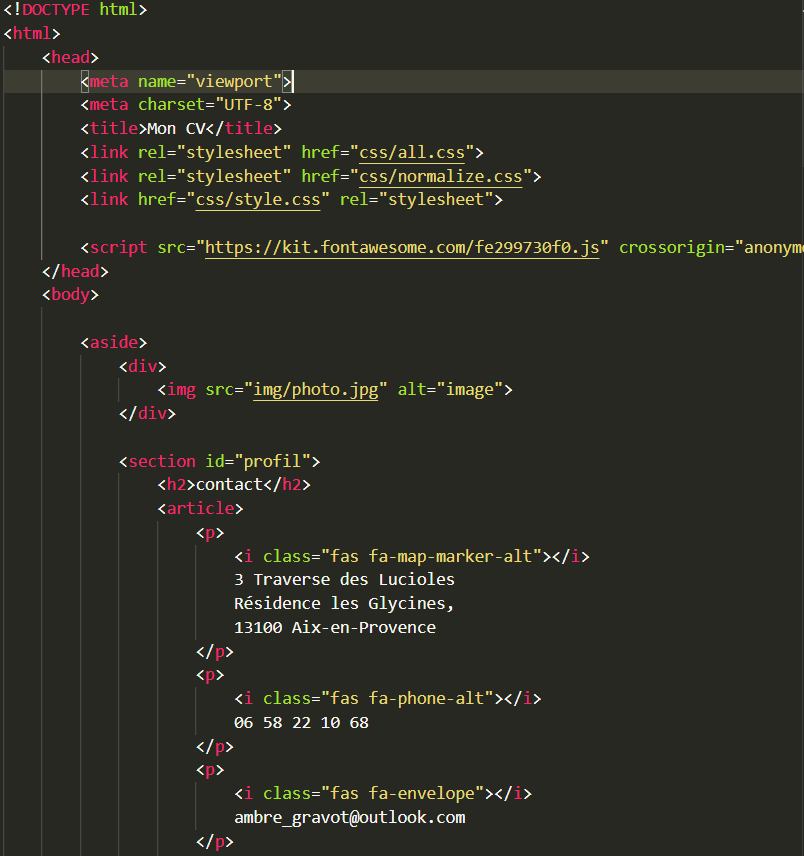 <!DOCTYPE html>
<html>
<head>
<meta name="viewport">
<meta charset="UTF-8">
<title>Mon CV</title>
<link rel="stylesheet" href="css/all.css">
<link rel="stylesheet" href="css/normalize.css">
<link href="css/style.css" rel="stylesheet">
<script src="https://kit.fontawesome.com/fe299730f0.js" crossorigin="anonyme
</head>
<body>
<aside>
<div>
<img src="img/photo.jpg" alt="image">
</div>
<section id="profil">
<h2>contact</h2>
<article>
<p>
<i class="fas fa-map-marker-alt"></i>
3 Traverse des Lucioles
Résidence les Glycines,
13100 Aix-en-Provence
</p>
<p>
<i class="fas fa-phone-alt"></i>
06 58 22 10 68
</p>
<p>
<i class="fas fa-envelope"></i>
ambre_gravot@outlook.com
</p>